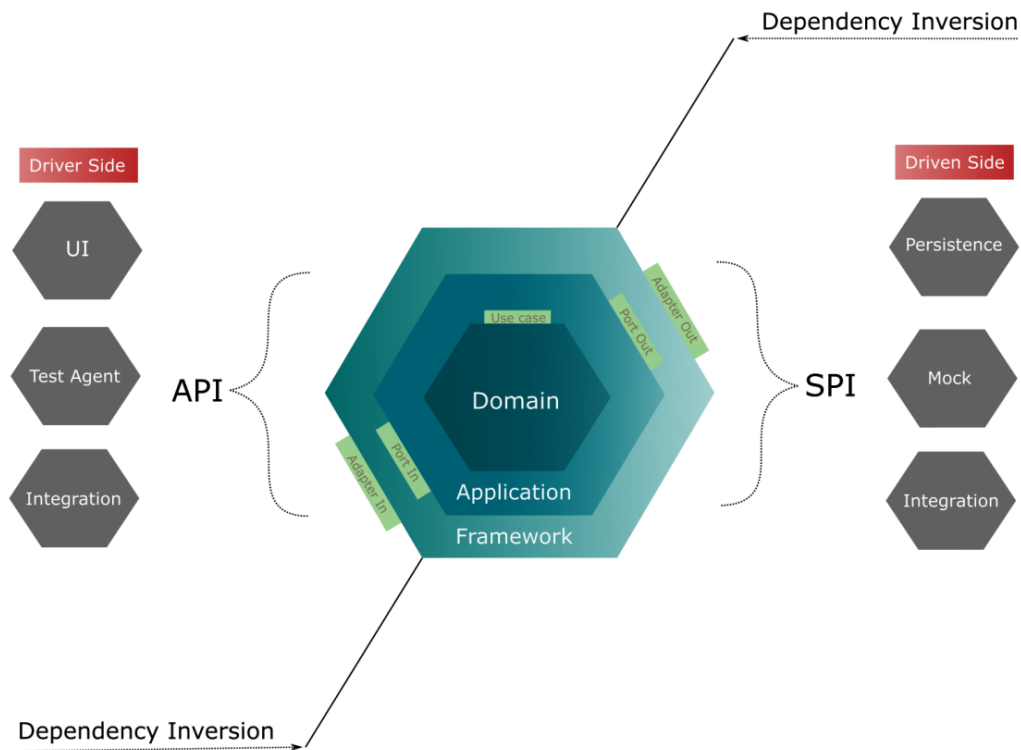 Dependency Inversion
Driver Side
Driven Side
UI
Persistence
Adapter Out
Port Out
Use case
Test Agent
API
Domain
SPI
Mock
Port In
Adapter In
Integration
Application
Integration
Framework
Dependency Inversion